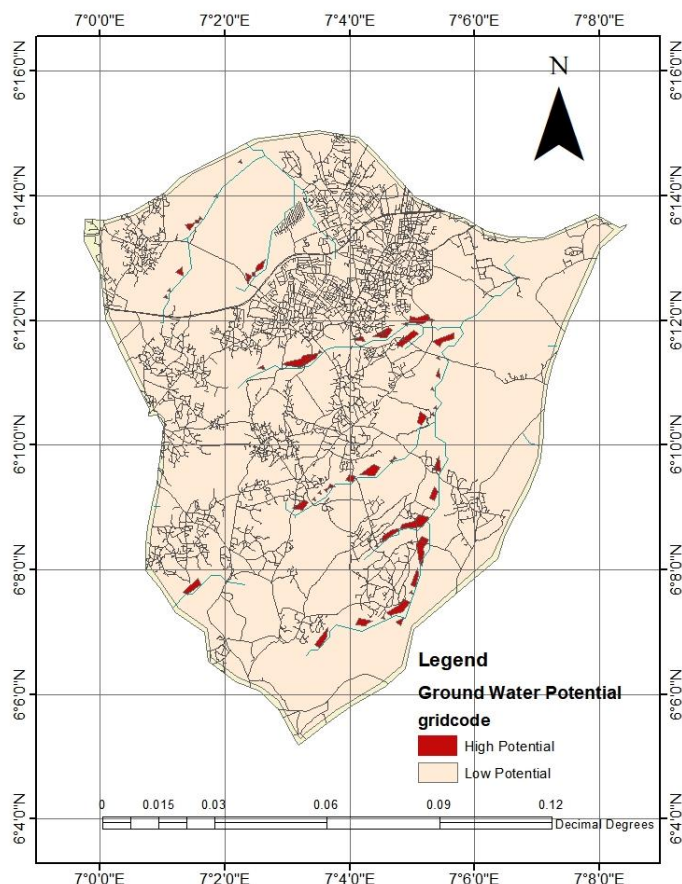 7°0'0"E 7°2'0"E 7°4'0"E 7°6'0"E 7°8'0"E
6°16'0"N 6°16'0"N
N
6°14'0"N 6°14'0"N
6°12'0"N 6°12'0"N
6°10'0"N 6°10'0"N
6°8'0"N 6°8'0"N
Legend
6°6'0"N Ground Water Potential 6°6'0"N
gridcode
High Potential
Low Potential
0 0.015 0.03 0.06 0.09 0.12
6°4'0"N Decimal Degrees 6°4'0"N
7°0'0"E 7°2'0"E 7°4'0"E 7°6'0"E 7°8'0"E